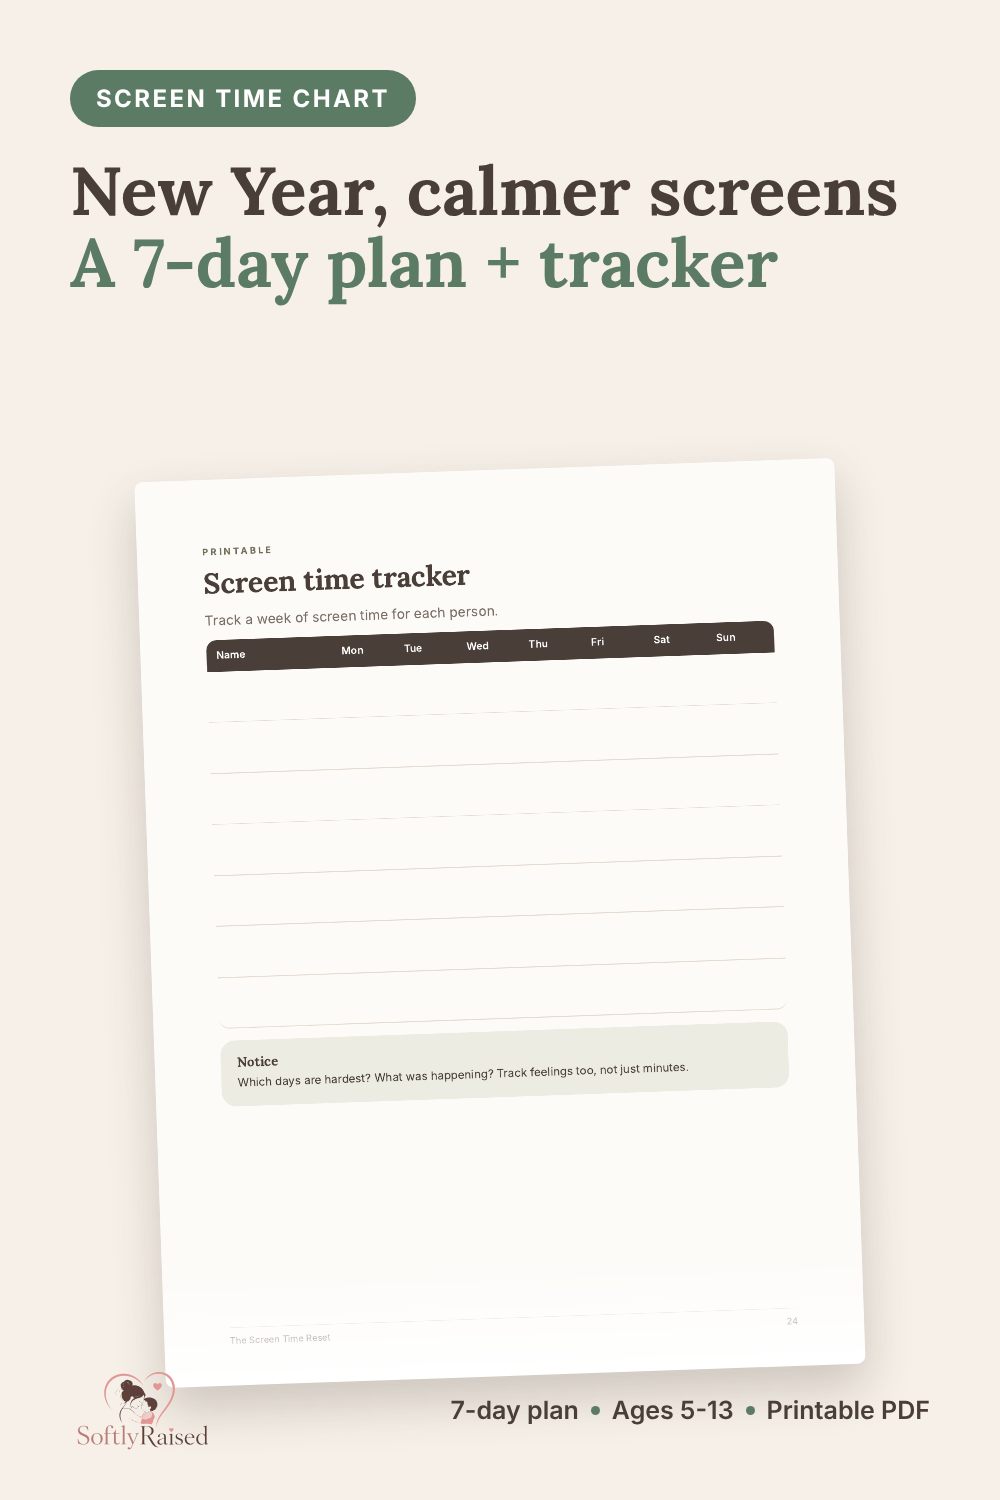 SCREEN TIME CHART
New Year, calmer screens
A 7-day plan + tracker
PRINTABLE
Screen time tracker
Track a week of screen time for each person.
Name Mon Tue Wed Thu Fri Sat Sun
Notice
Which days are hardest? What was happening? Track feelings too, not just minutes.
The Screen Time Reset 24
SoftlyRaised
7-day plan • Ages 5-13 • Printable PDF